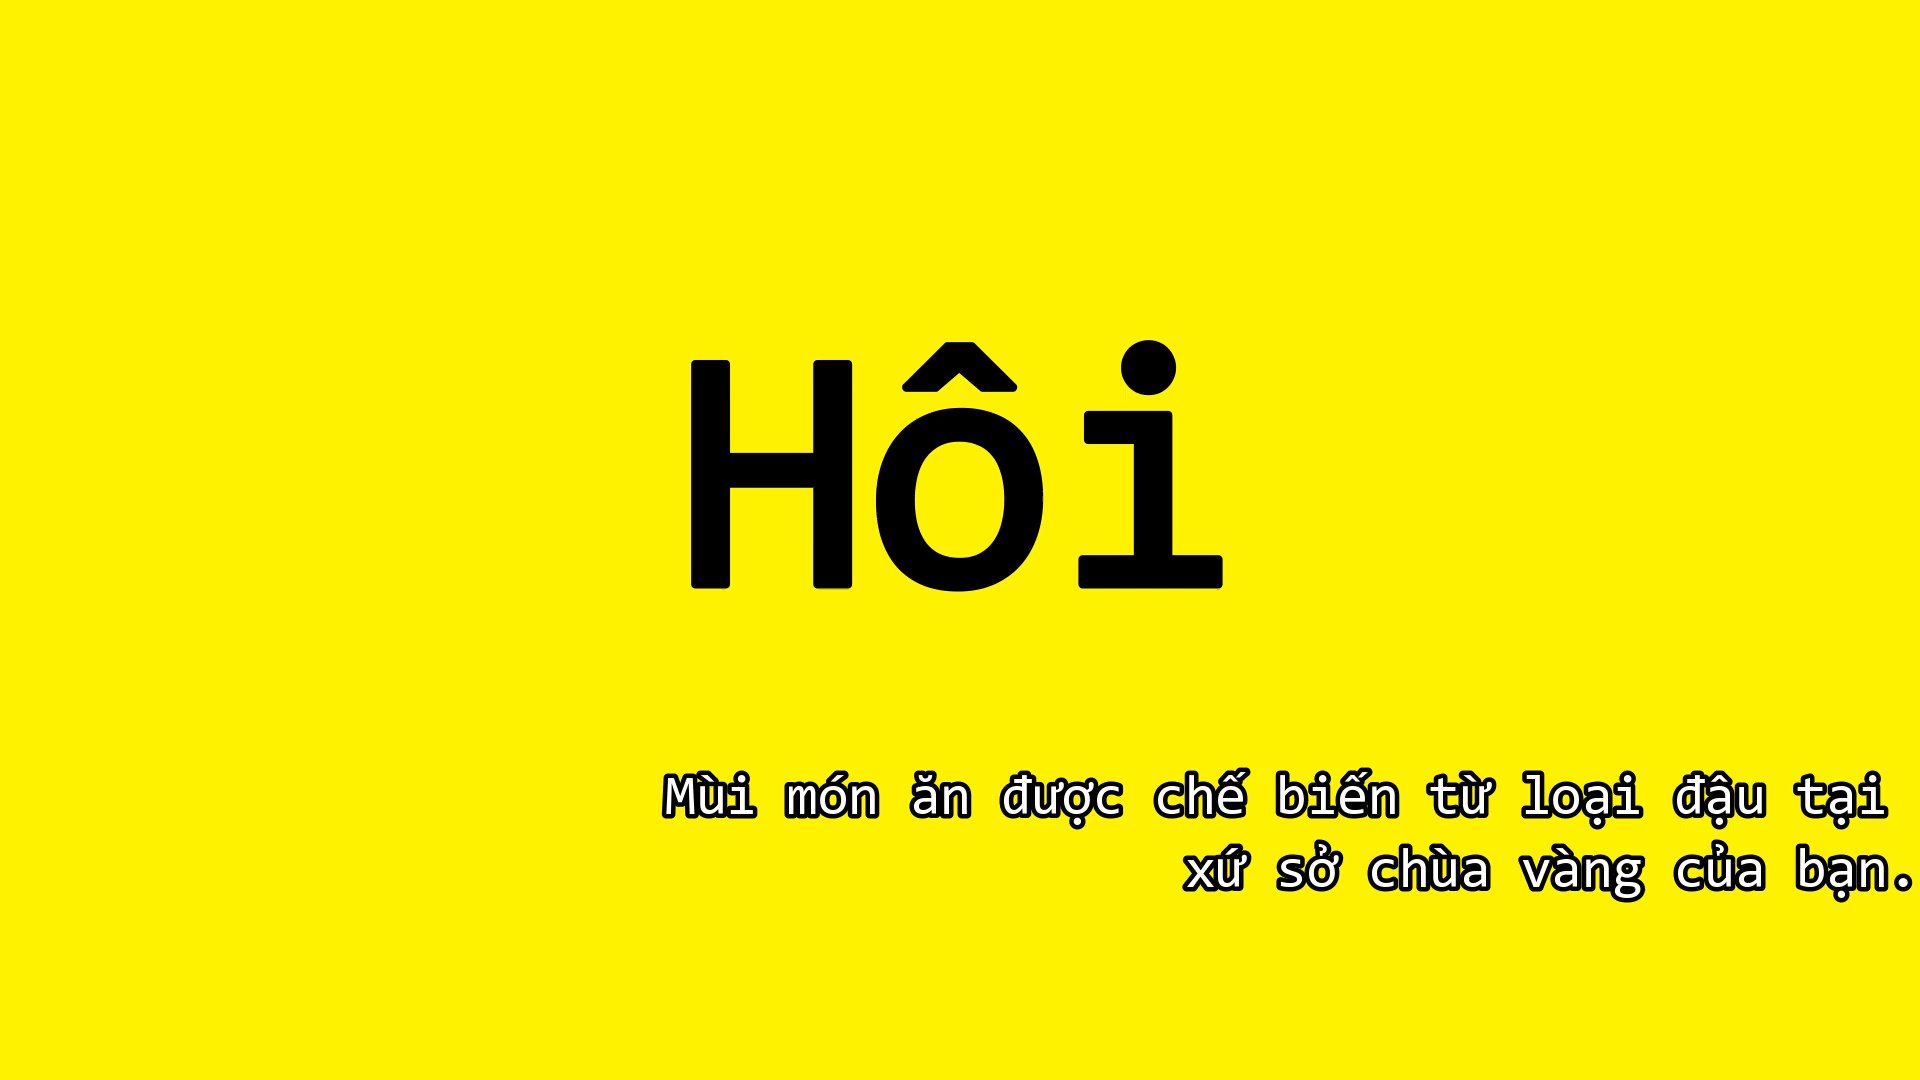 Hôi
Mùi món ăn được chế biến từ loại đậu tại
xứ sở chùa vàng của bạn.